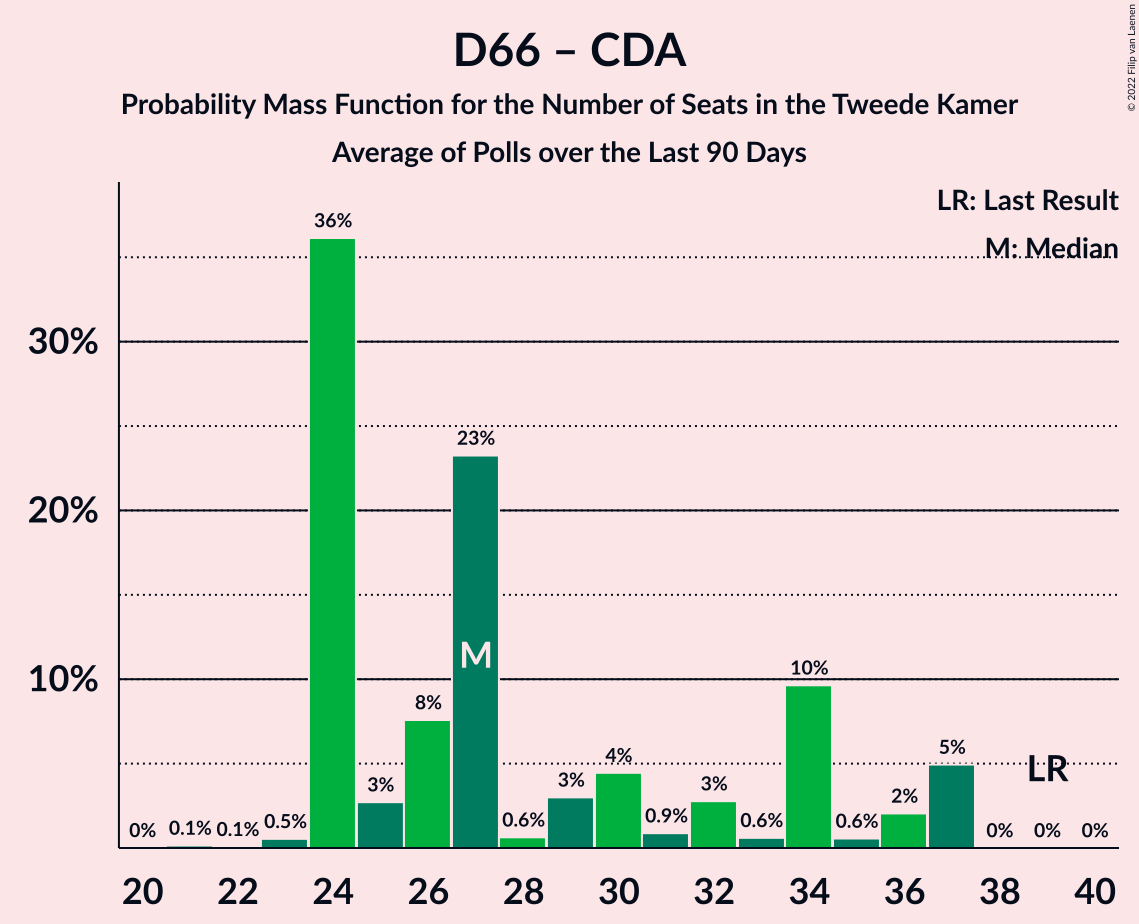 © 2022 Filip van Laenen
D66 – CDA
Probability Mass Function for the Number of Seats in the Tweede Kamer
Average of Polls over the Last 90 Days
LR: Last Result
M: Median
30%
20%
10%
0%
0.1%
0.1%
0.5%
36%
3%
8%
23%
0.6%
3%
4%
0.9%
3%
0.6%
10%
0.6%
2%
5%
0%
0%
0%
M
LR
20 22 24 26 28 30 32 34 36 38 40